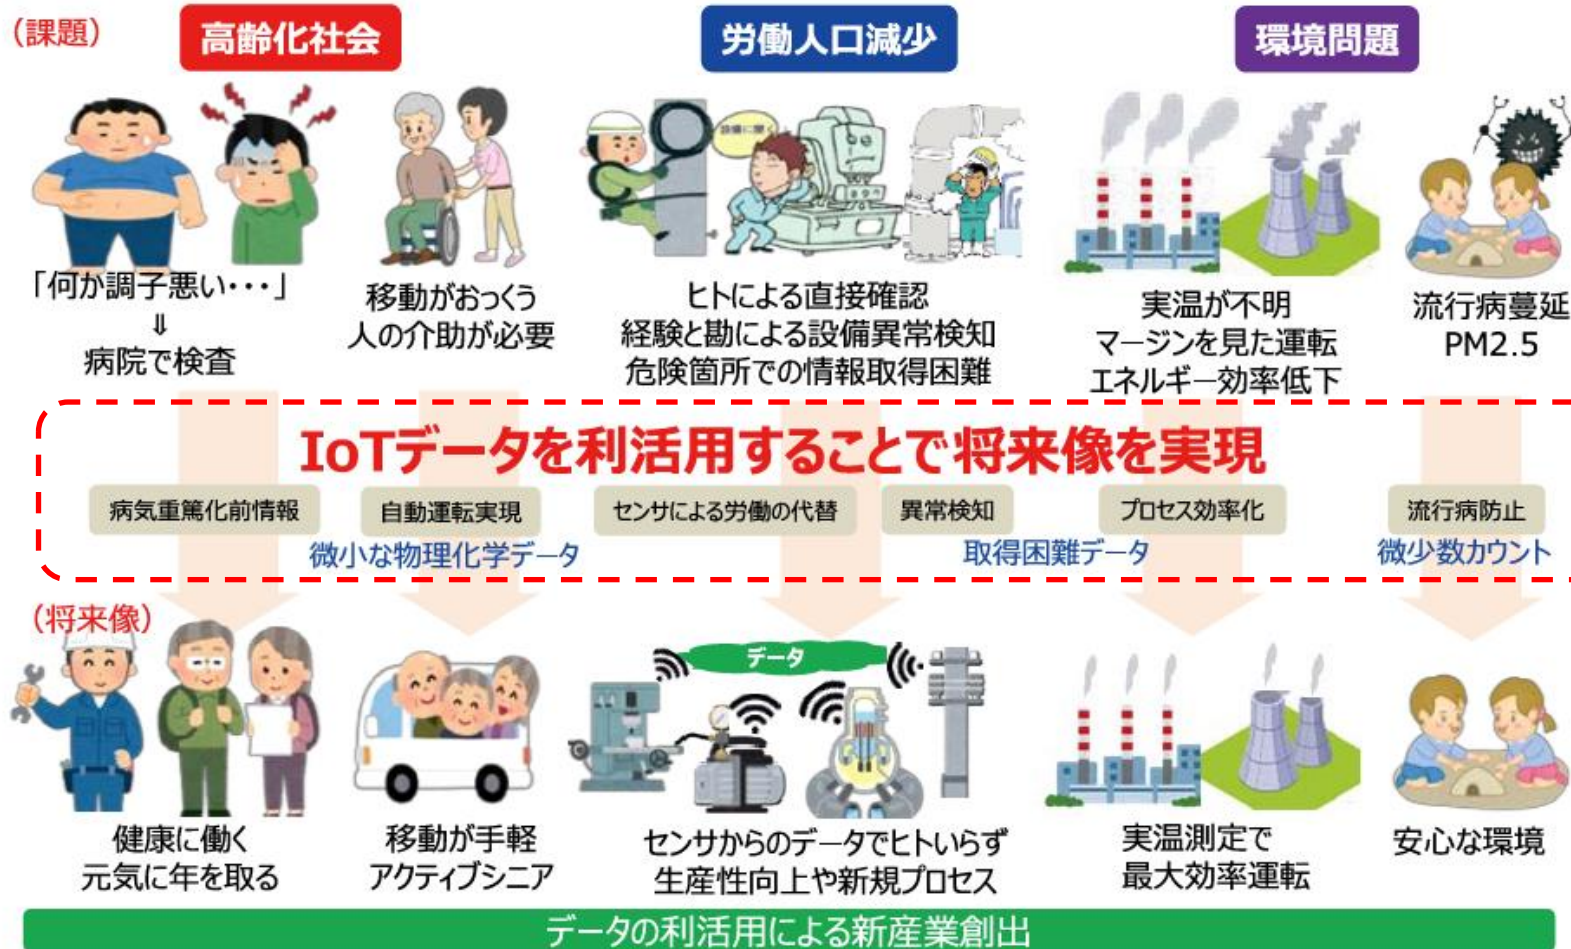 (課題)
高齢化社会
労働人口減少
環境問題
「何か調子悪い・・・」
⇓
病院で検査
移動がおっくう
人の介助が必要
ヒトによる直接確認
経験と勘による設備異常検知
危険箇所での情報取得困難
実温が不明
マージンを見た運転
エネルギー効率低下
流行病蔓延
PM2.5
IoTデータを利活用することで将来像を実現
病気重篤化前情報
自動運転実現
センサによる労働の代替
異常検知
プロセス効率化
流行病防止
微小な物理化学データ
取得困難データ
微少数カウント
(将来像)
データ
健康に働く
元気に年を取る
移動が手軽
アクティブシニア
センサからのデータでヒトいらず
生産性向上や新規プロセス
実温測定で
最大効率運転
安心な環境
データの利活用による新産業創出